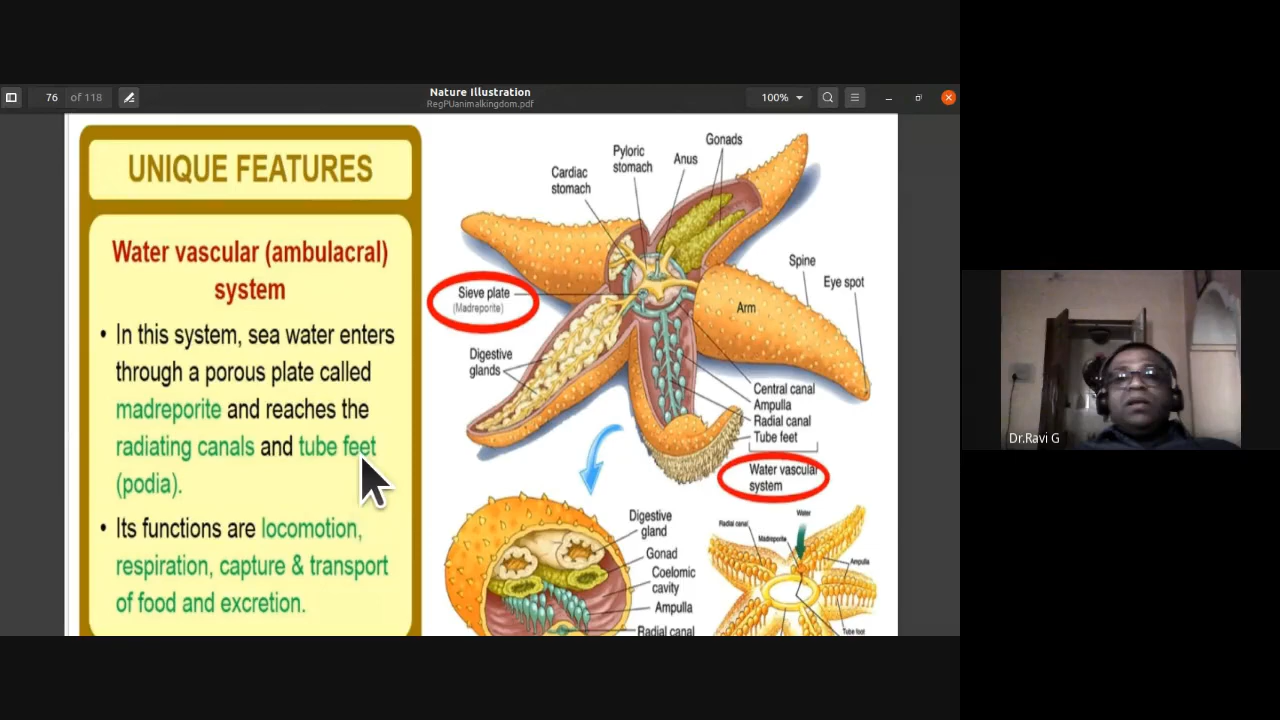 76 of 118
Nature Illustration
RegPUanimalkingdom.pdf
100%
UNIQUE FEATURES
Water vascular (ambulacral)
system
• In this system, sea water enters
through a porous plate called
madreporite and reaches the
radiating canals and tube feet
(podia).
• Its functions are locomotion,
respiration, capture & transport
of food and excretion.
Gonads
Pyloric
stomach
Anus
Cardiac
stomach
Spine
Eye spot
Sieve plate
(Madreporite)
Arm
Digestive
glands
Central canal
Ampulla
Radial canal
Tube feet
Water vascular
system
Digestive
gland
Gonad
Coelomic
cavity
Ampulla
Radial canal
Water
Radial canal
Madreporite
Ampulla
Tube foot
Dr.Ravi G